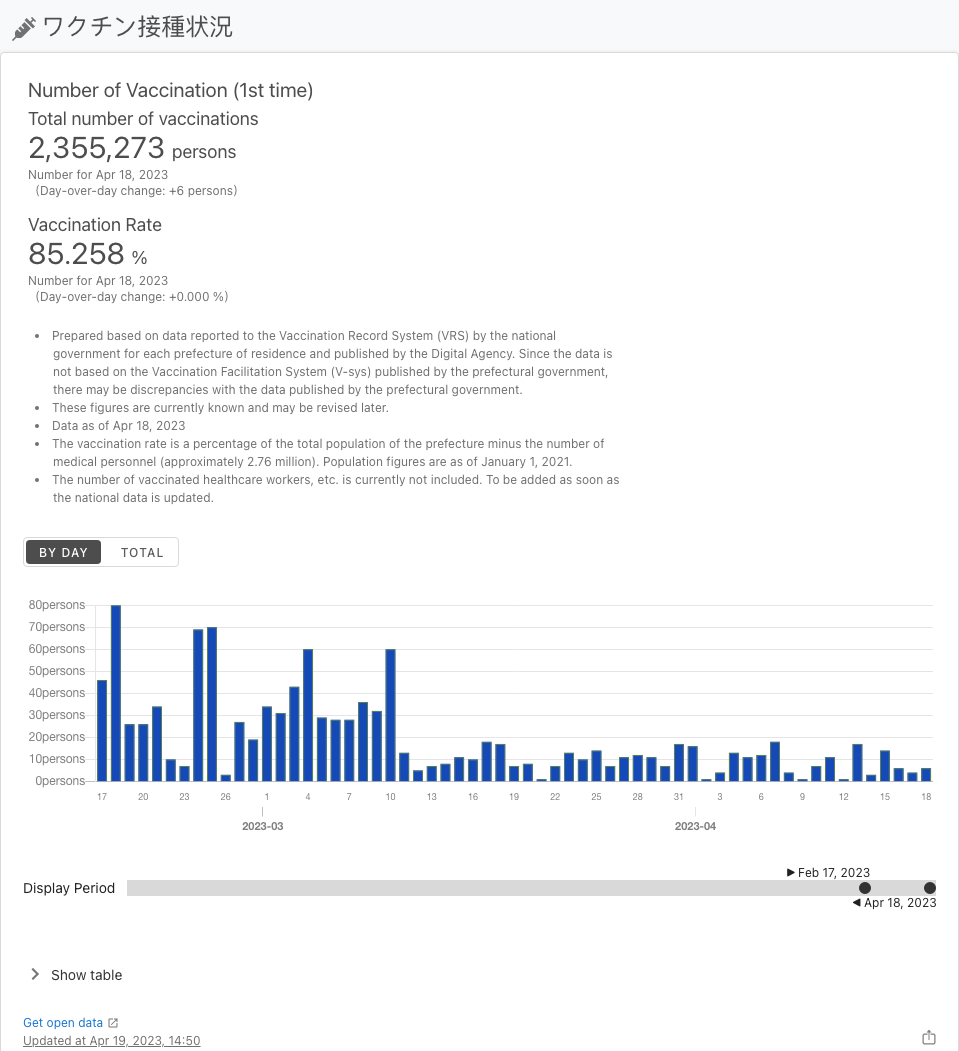 ワクチン接種状況
Number of Vaccination (1st time)
Total number of vaccinations
2,355,273 persons
Number for Apr 18, 2023
(Day-over-day change: +6 persons)
Vaccination Rate
85.258 %
Number for Apr 18, 2023
(Day-over-day change: +0.000 %)
• Prepared based on data reported to the Vaccination Record System (VRS) by the national
government for each prefecture of residence and published by the Digital Agency. Since the data is
not based on the Vaccination Facilitation System (V-sys) published by the prefectural government,
there may be discrepancies with the data published by the prefectural government.
• These figures are currently known and may be revised later.
• Data as of Apr 18, 2023
• The vaccination rate is a percentage of the total population of the prefecture minus the number of
medical personnel (approximately 2.76 million). Population figures are as of January 1, 2021.
• The number of vaccinated healthcare workers, etc. is currently not included. To be added as soon as
the national data is updated.
BY DAY TOTAL
80persons
70persons
60persons
50persons
40persons
30persons
20persons
10persons
0persons
17 20 23 26 1 4 7 10 13 16 19 22 25 28 31 3 6 9 12 15 18
2023-03 2023-04
▶ Feb 17, 2023
Display Period
◀ Apr 18, 2023
Show table
Get open data
Updated at Apr 19, 2023, 14:50